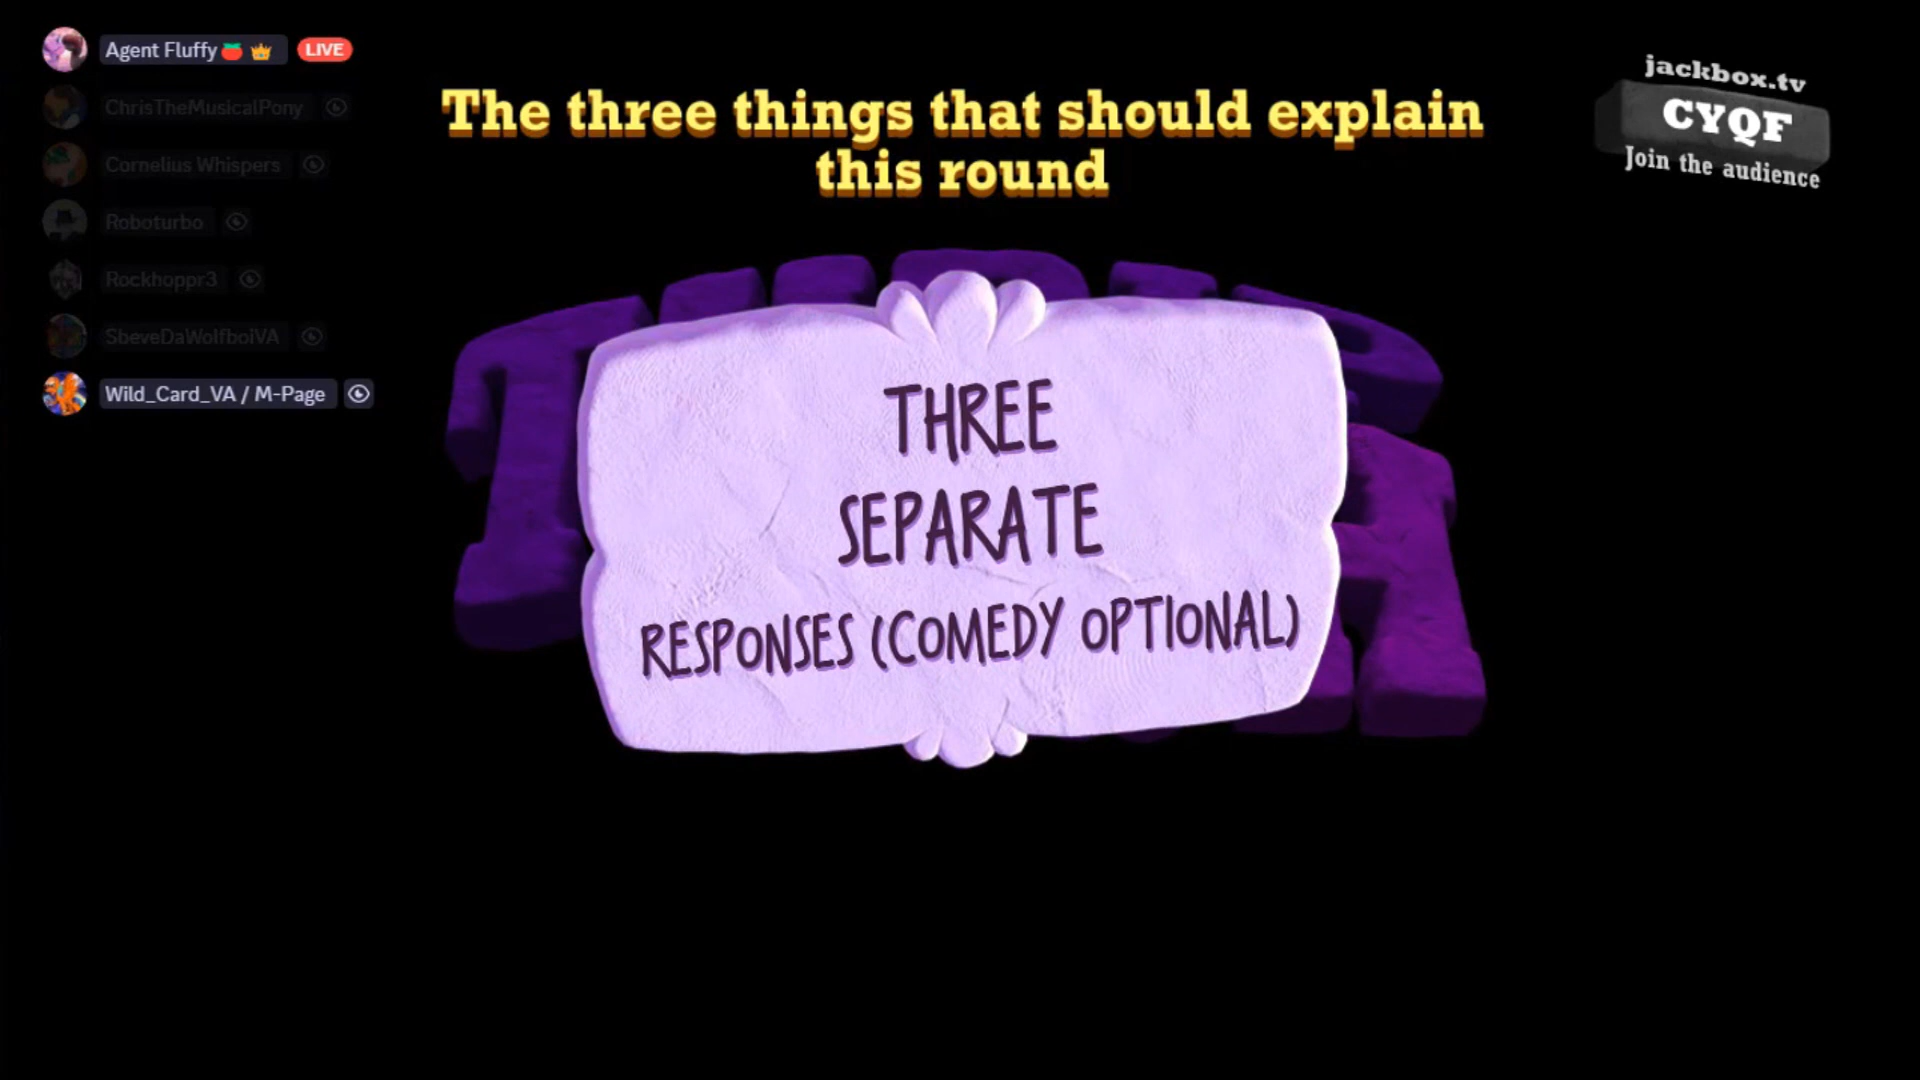 Agent Fluffy🍅 👑 LIVE
ChrisTheMusicalPony
Cornelius Whispers
Roboturbo
Rockhoppr3
SbeveDaWolfboiVA
Wild_Card_VA / M-Page
The three things that should explain
this round
jackbox.tv
CYQF
Join the audience
THREE
SEPARATE
RESPONSES (COMEDY OPTIONAL)